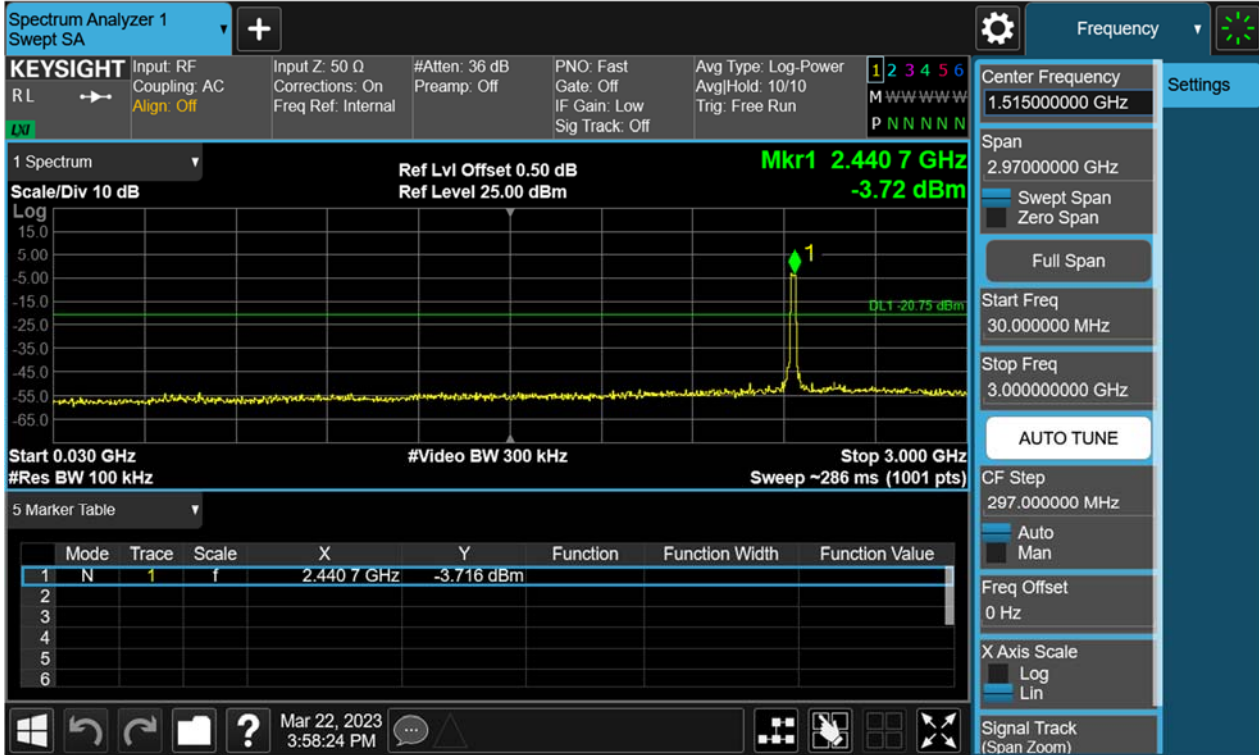 Spectrum Analyzer 1
Swept SA
+
Frequency
KEYSIGHT
Input: RF
Input Z: 50 Ω
#Atten: 36 dB
PNO: Fast
Avg Type: Log-Power
1 2 3 4 5 6
R L
Coupling: AC
Corrections: On
Preamp: Off
Gate: Off
Avg|Hold: 10/10
M W W W W W W
Align: Off
Freq Ref: Internal
IF Gain: Low
Trig: Free Run
LXI
Sig Track: Off
P N N N N N N
1 Spectrum
Ref Lvl Offset 0.50 dB
Mkr1 2.440 7 GHz
Scale/Div 10 dB
Ref Level 25.00 dBm
-3.72 dBm
Log
15.0
5.00
-5.00
-15.0
-25.0
-35.0
-45.0
-55.0
-65.0
1
DL1 -20.75 dBm
Start 0.030 GHz
#Video BW 300 kHz
Stop 3.000 GHz
#Res BW 100 kHz
Sweep ~286 ms (1001 pts)
5 Marker Table
Mode Trace Scale X Y Function Function Width Function Value
1 N 1 f 2.440 7 GHz -3.716 dBm
2
3
4
5
6
Mar 22, 2023
3:58:24 PM
?
Center Frequency
1.515000000 GHz
Settings
Span
2.97000000 GHz
Swept Span
Zero Span
Full Span
Start Freq
30.000000 MHz
Stop Freq
3.000000000 GHz
AUTO TUNE
CF Step
297.000000 MHz
Auto
Man
Freq Offset
0 Hz
X Axis Scale
Log
Lin
Signal Track
(Span Zoom)